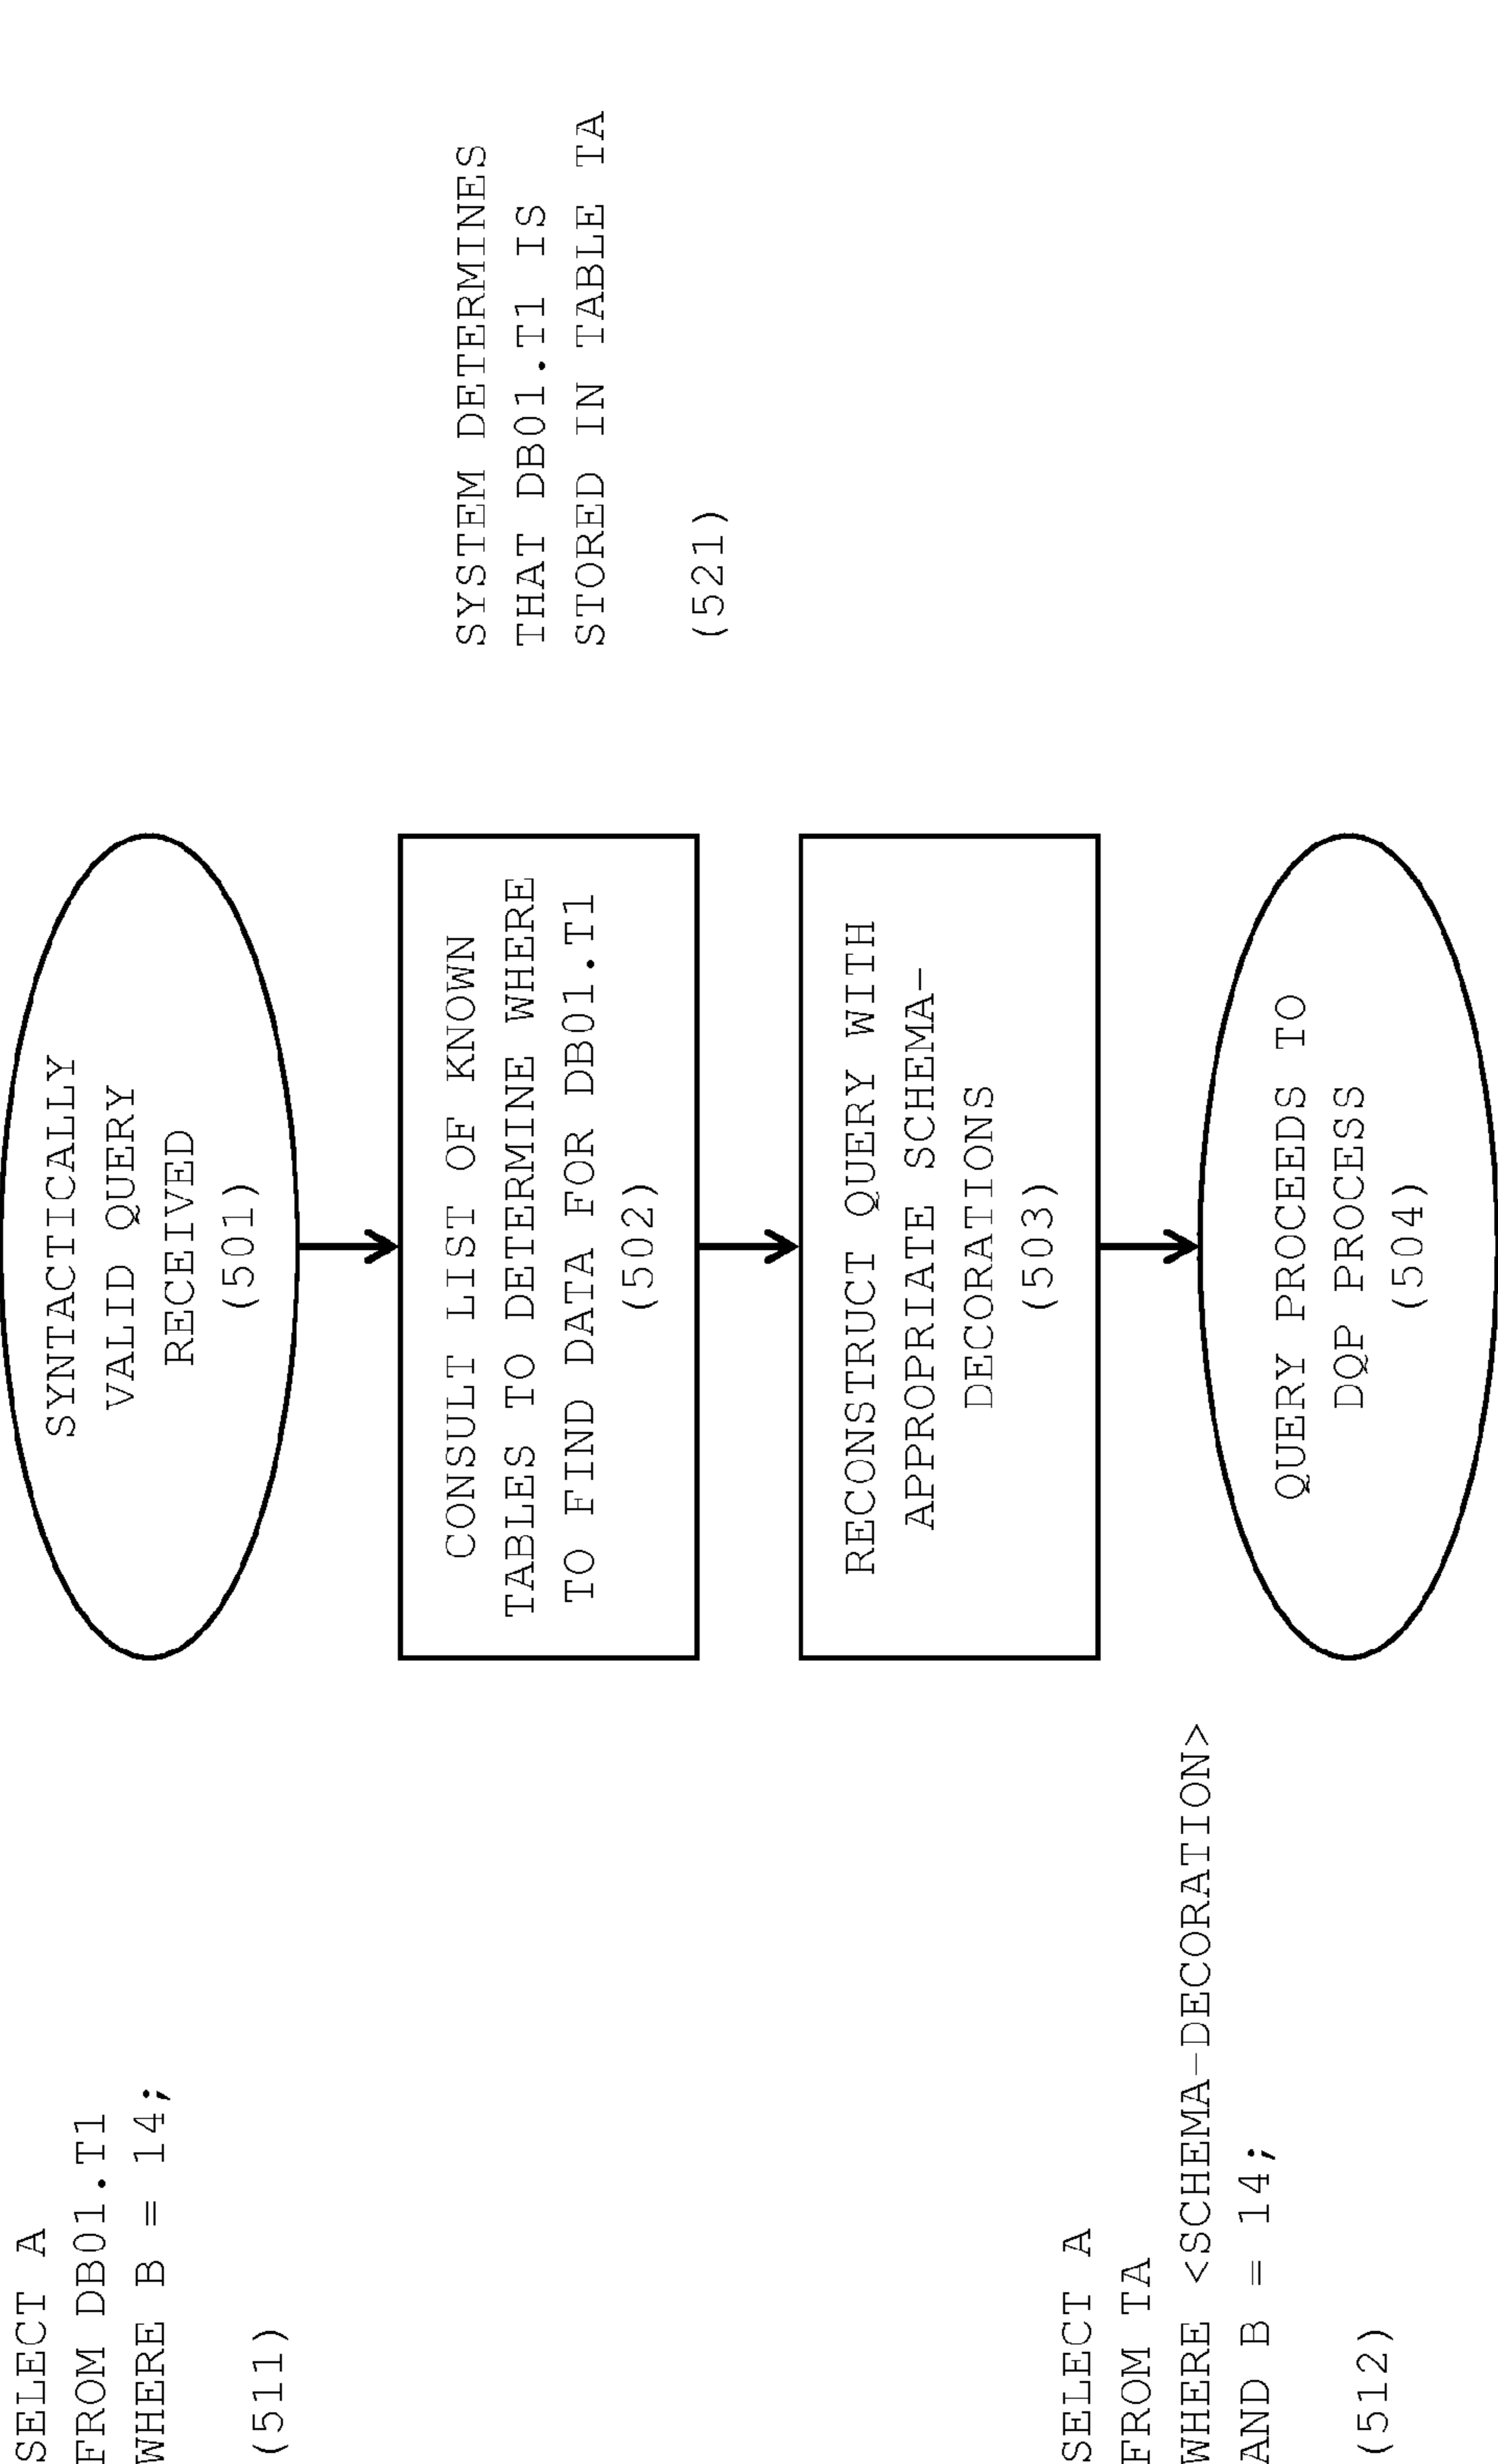 SELECT A
FROM DB01.T1
WHERE B = 14;
(511)
SYNTACTICALLY
VALID QUERY
RECEIVED
(501)
CONSULT LIST OF KNOWN
TABLES TO DETERMINE WHERE
TO FIND DATA FOR DB01.T1
(502)
SYSTEM DETERMINES
THAT DB01.T1 IS
STORED IN TABLE TA
(521)
RECONSTRUCT QUERY WITH
APPROPRIATE SCHEMA-
DECORATIONS
(503)
SELECT A
FROM TA
WHERE <SCHEMA-DECORATION>
AND B = 14;
(512)
QUERY PROCEEDS TO
DQP PROCESS
(504)